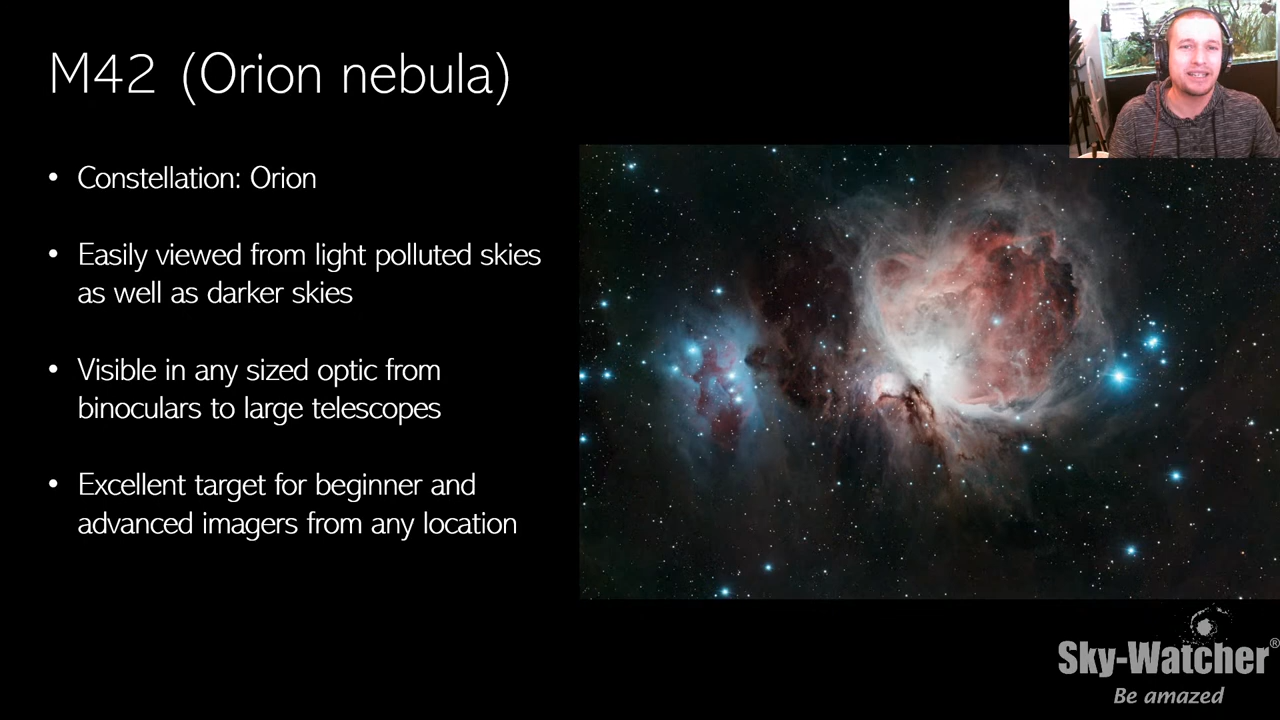 M42 (Orion nebula)
• Constellation: Orion
• Easily viewed from light polluted skies
as well as darker skies
• Visible in any sized optic from
binoculars to large telescopes
• Excellent target for beginner and
advanced imagers from any location
Sky-Watcher®
Be amazed